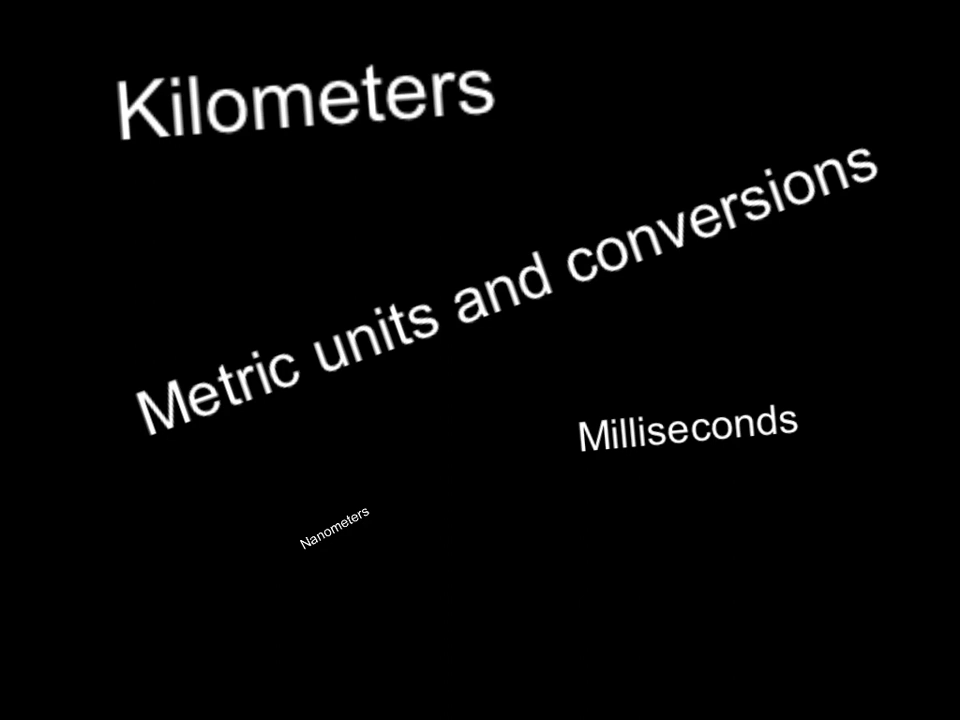 Kilometers
Metric units and conversions
Milliseconds
Nanometers